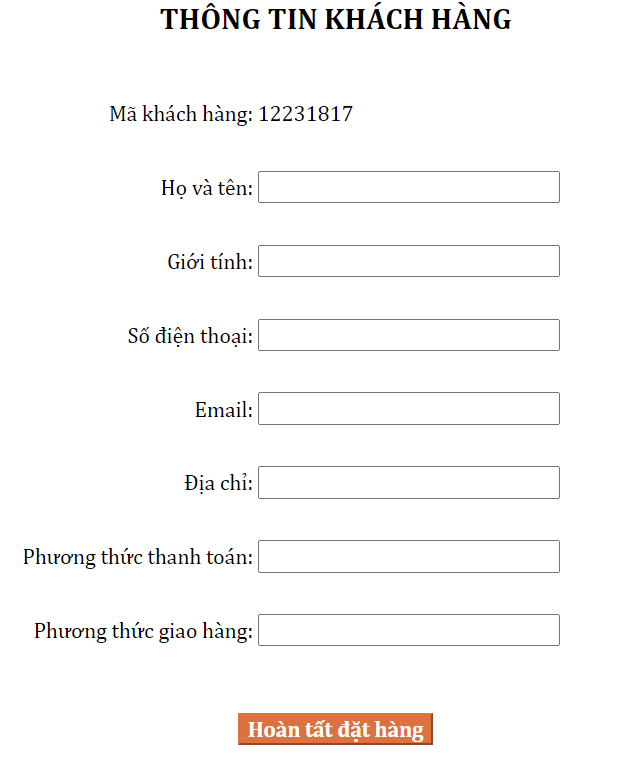 THÔNG TIN KHÁCH HÀNG
Mã khách hàng: 12231817
Họ và tên:
Giới tính:
Số điện thoại:
Email:
Địa chỉ:
Phương thức thanh toán:
Phương thức giao hàng:
Hoàn tất đặt hàng